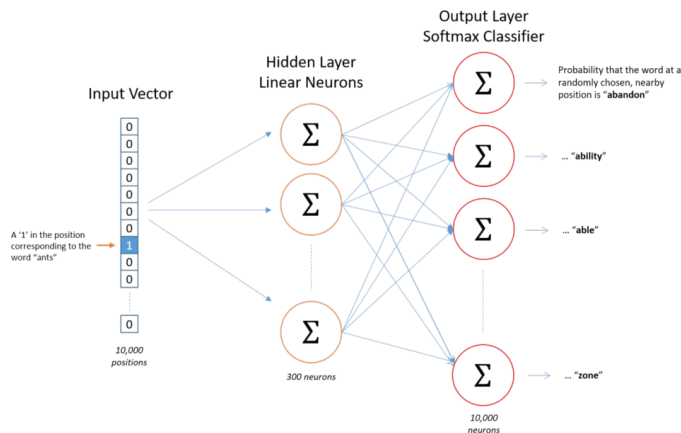 Output Layer
Softmax Classifier
Hidden Layer
Linear Neurons
Input Vector
0
0
0
0
0
0
0
1
0
0
0
A '1' in the position
corresponding to the
word "ants"
10,000
positions
Σ
Σ
Σ
300 neurons
Σ
Σ
Σ
Σ
10,000
neurons
Probability that the word at a
randomly chosen, nearby
position is "abandon"
... "ability"
... "able"
... "zone"